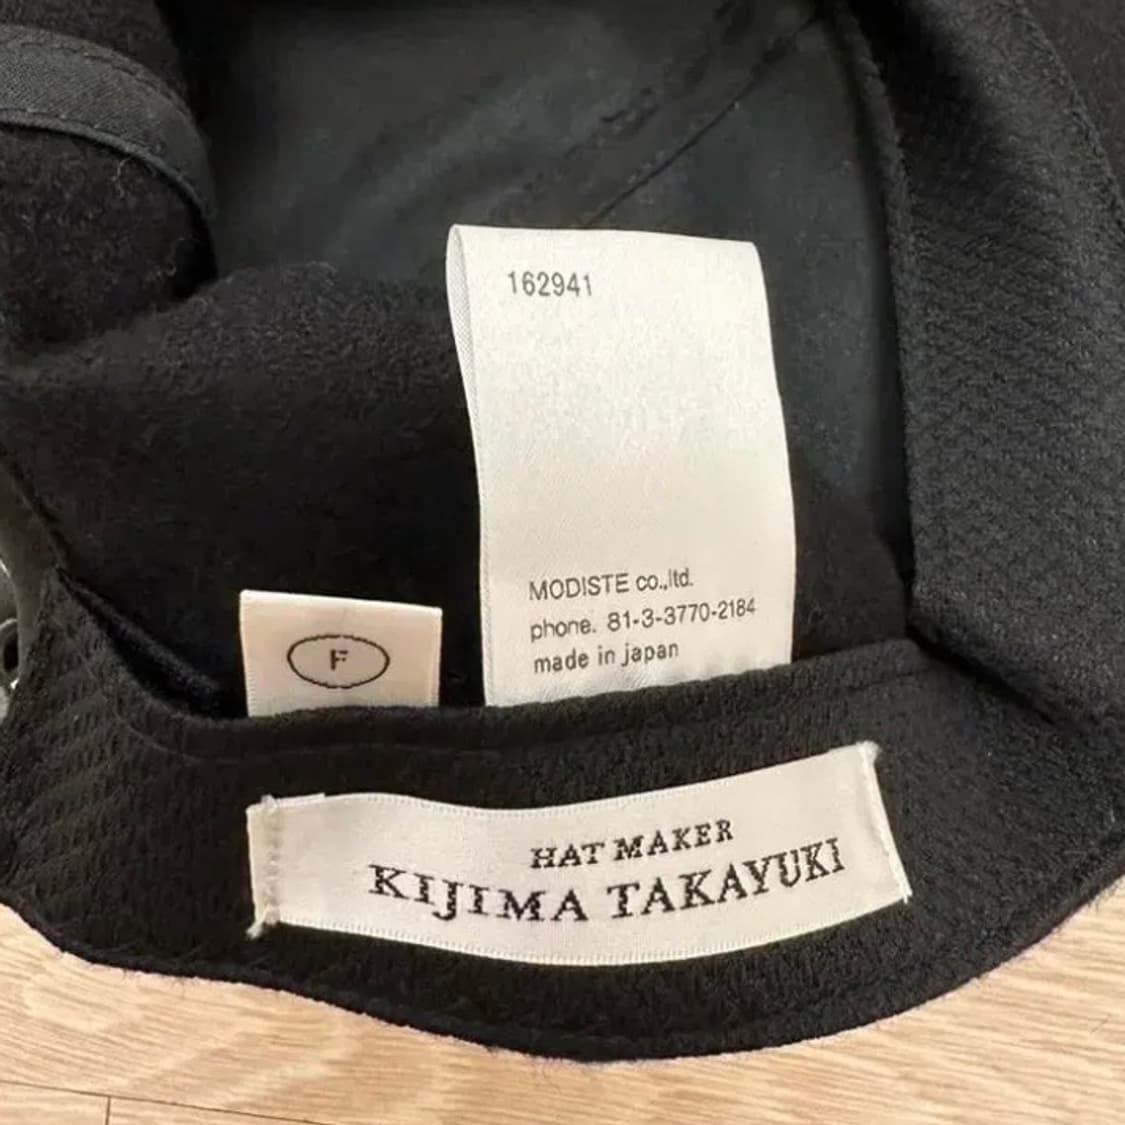 162941
MODISTE co.,ltd.
phone. 81-3-3770-2184
made in japan
F
HAT MAKER
KIJIMA TAKAYUKI